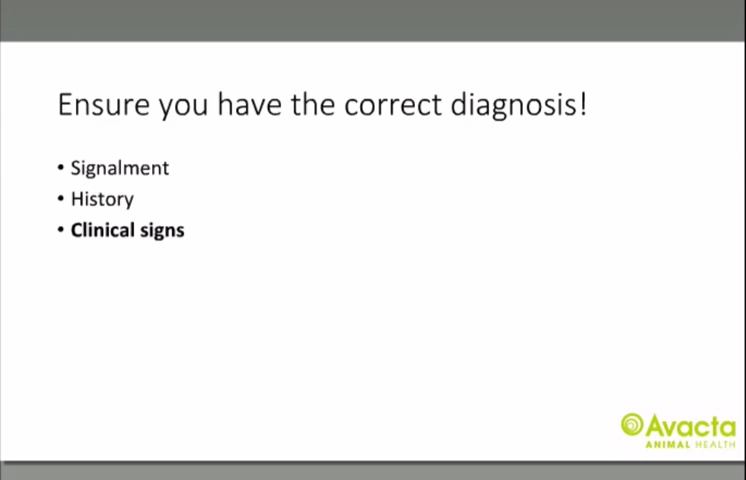 Ensure you have the correct diagnosis!
• Signalment
• History
• Clinical signs
Avacta
ANIMAL HEALTH